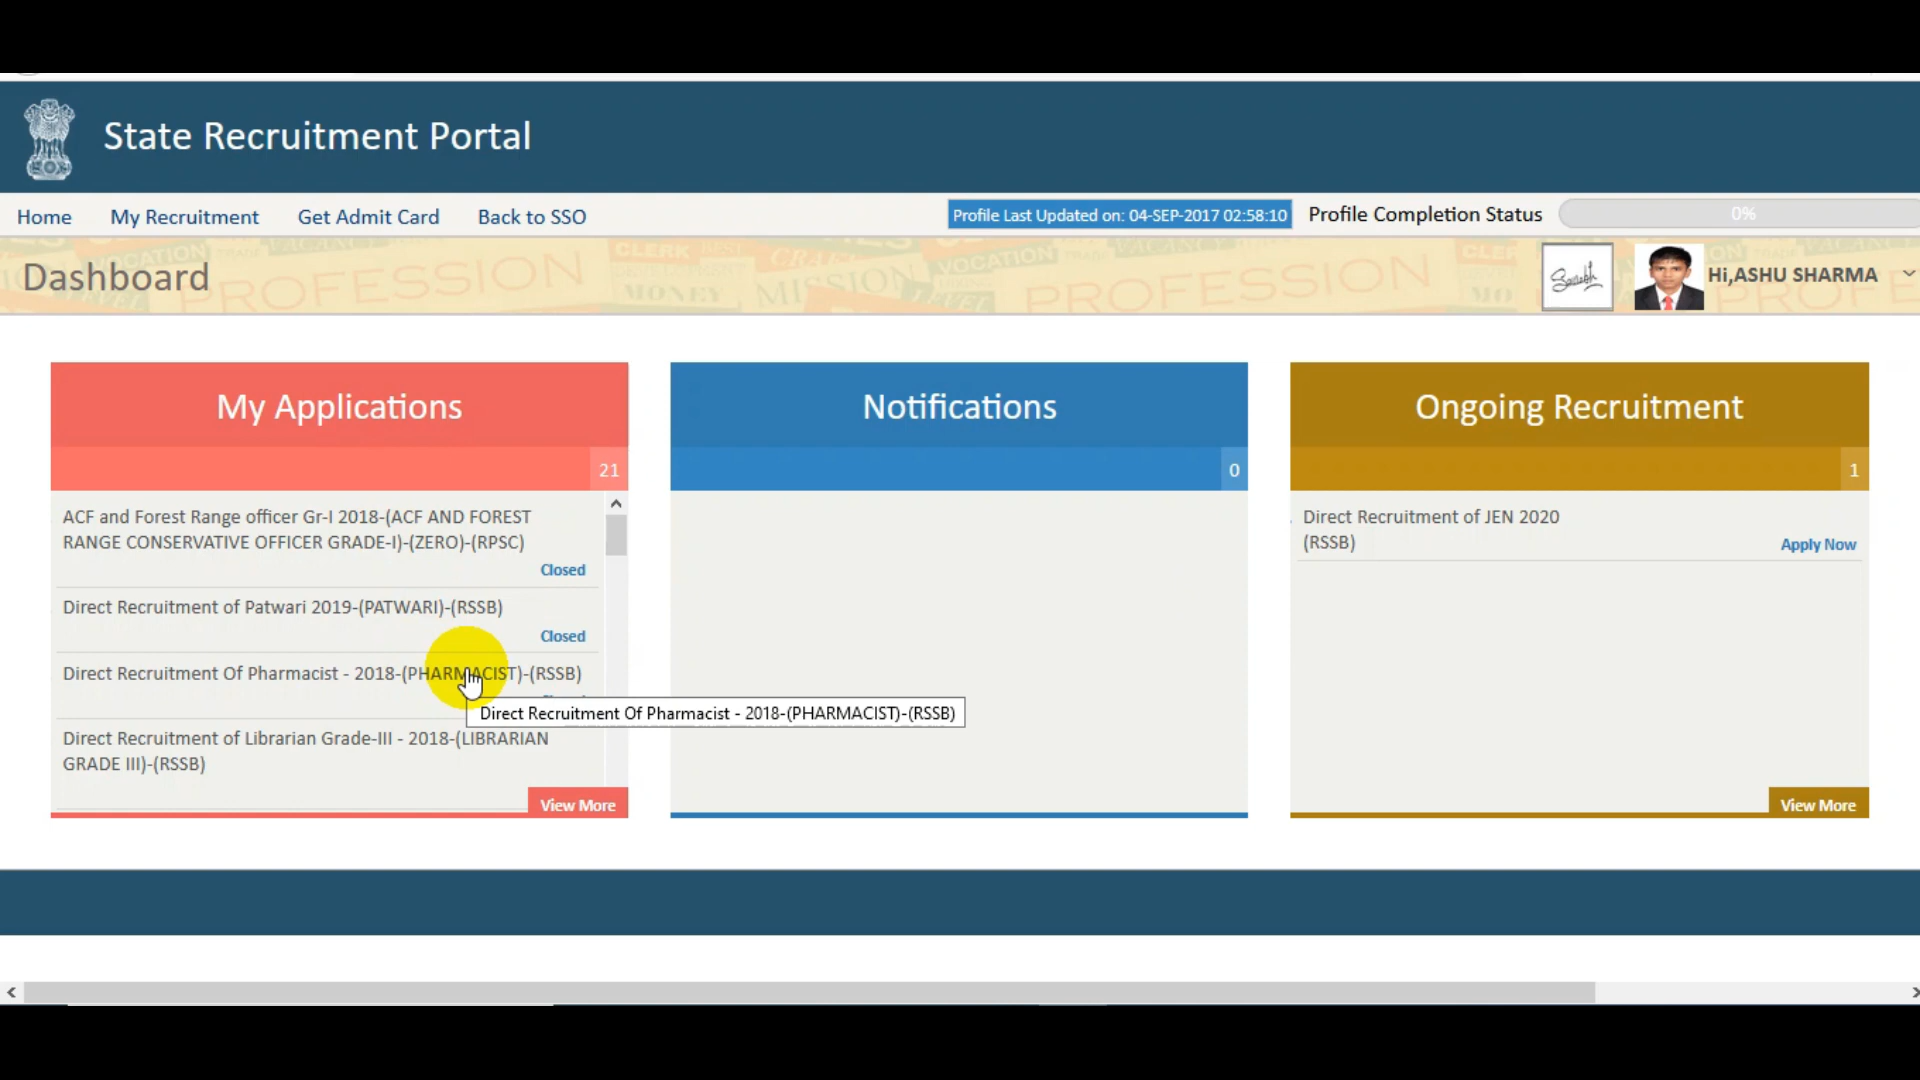 State Recruitment Portal
Home My Recruitment Get Admit Card Back to SSO
Profile Last Updated on: 04-SEP-2017 02:58:10 Profile Completion Status 0%
Dashboard
Hi,ASHU SHARMA
My Applications
21
ACF and Forest Range officer Gr-I 2018-(ACF AND FOREST
RANGE CONSERVATIVE OFFICER GRADE-I)-(ZERO)-(RPSC)
Closed
Direct Recruitment of Patwari 2019-(PATWARI)-(RSSB)
Closed
Direct Recruitment Of Pharmacist - 2018-(PHARMACIST)-(RSSB)
Direct Recruitment Of Pharmacist - 2018-(PHARMACIST)-(RSSB)
Direct Recruitment of Librarian Grade-III - 2018-(LIBRARIAN
GRADE III)-(RSSB)
View More
Notifications
0
Ongoing Recruitment
1
Direct Recruitment of JEN 2020
(RSSB)
Apply Now
View More